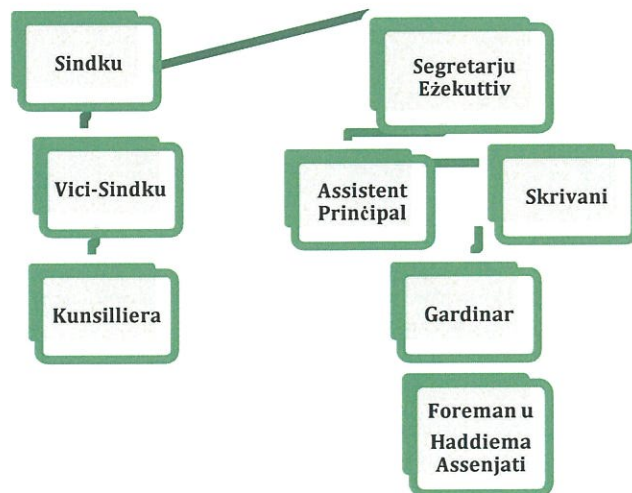 Sindku
Segretarju
Eżekuttiv
Vici-Sindku
Assistent
Prinċipal
Skrivani
Kunsilliera
Gardinar
Foreman u
Haddiema
Assenjati